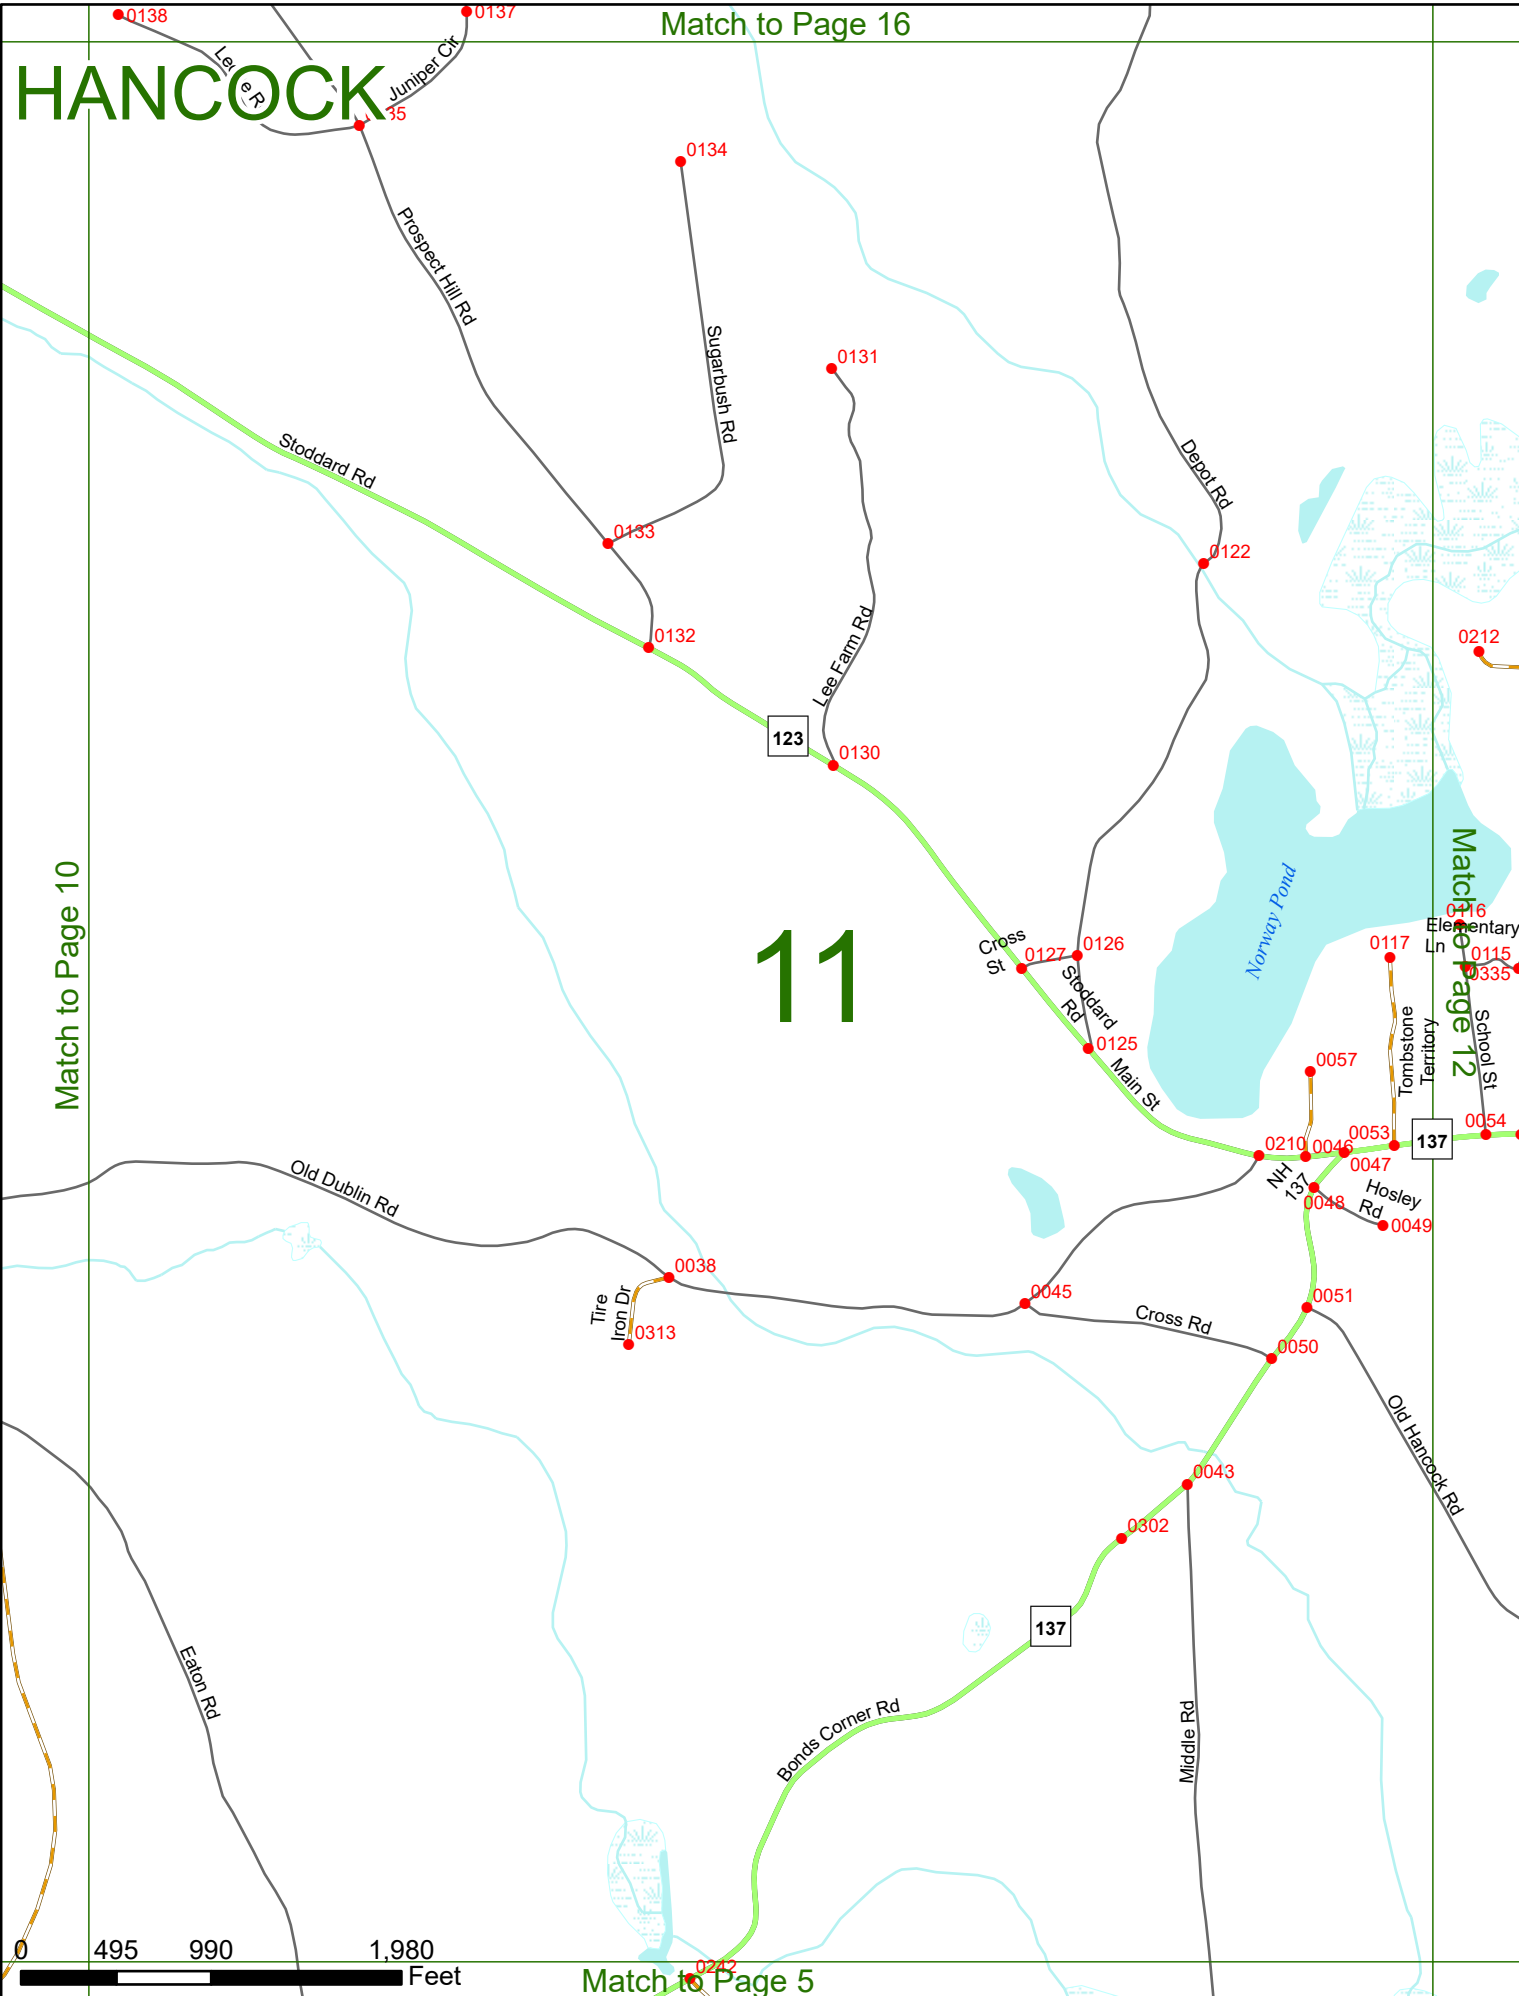 0138
0137
Match to Page 16
HANCOCK
Juniper Cir
0134
Prospect Hill Rd
Sugarbush Rd
0131
Stoddard Rd
Depot Rd
0133
0122
0132
0212
Lee Farm Rd
123
0130
Match to Page 10
Match to Page 12
Norway Pond
11
0116
Elementary
Ln
Cross
St
0127
0126
0117
0115
0335
Stoddard
Rd
0125
Tombstone
Territory
School St
Main St
0057
0054
0210
0046
0053
137
0047
NH
137
0048
Hosley
Rd
0049
Old Dublin Rd
0038
0045
0051
Tire
Iron Dr
0313
Cross Rd
0050
Old Hancock Rd
0043
0302
137
Eaton Rd
Bonds Corner Rd
Middle Rd
0 495 990 1,980
Feet
0242
Match to Page 5